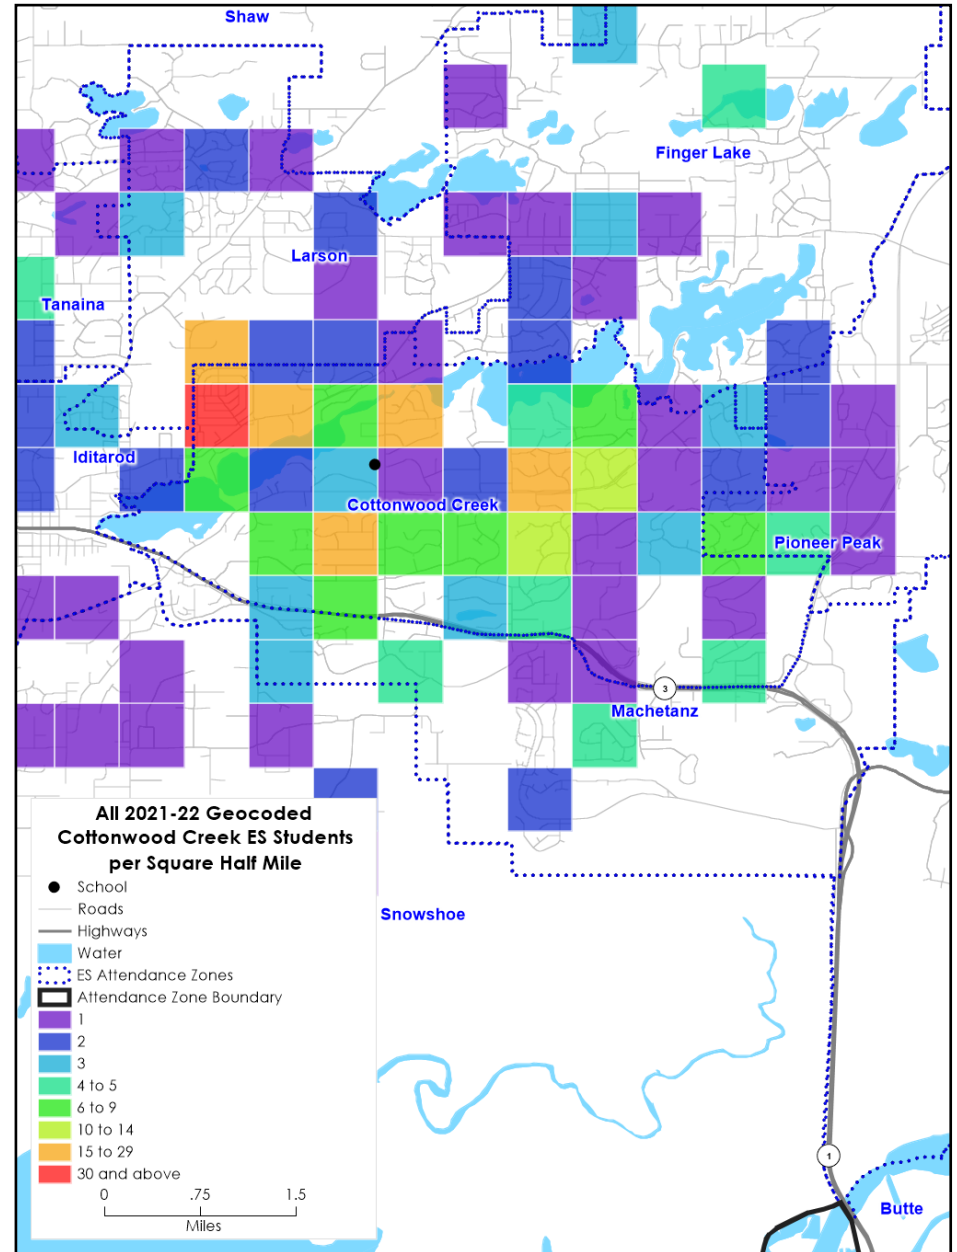 Shaw
Finger Lake
Larson
Tanaina
Iditarod
Cottonwood Creek
Pioneer Peak
3
Machetanz
All 2021-22 Geocoded
Cottonwood Creek ES Students
per Square Half Mile
School
Roads
Highways
Water
ES Attendance Zones
Attendance Zone Boundary
1
2
3
4 to 5
6 to 9
10 to 14
15 to 29
30 and above
0 .75 1.5
Miles
Snowshoe
1
Butte